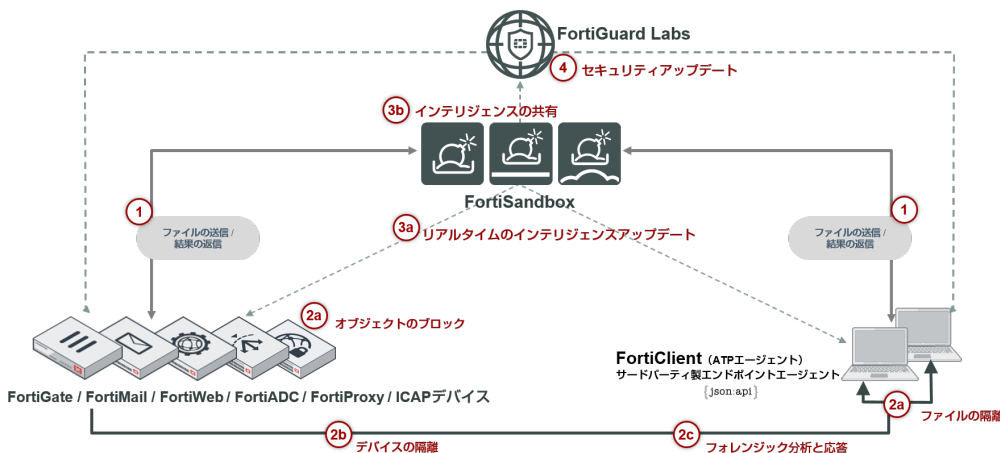 FortiGuard Labs
4 セキュリティアップデート
3b インテリジェンスの共有
FortiSandbox
1
ファイルの送信 /
結果の返信
3a リアルタイムのインテリジェンスアップデート
1
ファイルの送信 /
結果の返信
2a オブジェクトのブロック
FortiGate / FortiMail / FortiWeb / FortiADC / FortiProxy / ICAPデバイス
FortiClient（ATPエージェント）
サードパーティ製エンドポイントエージェント
{json:api}
2a ファイルの隔離
2b デバイスの隔離
2c フォレンジック分析と応答